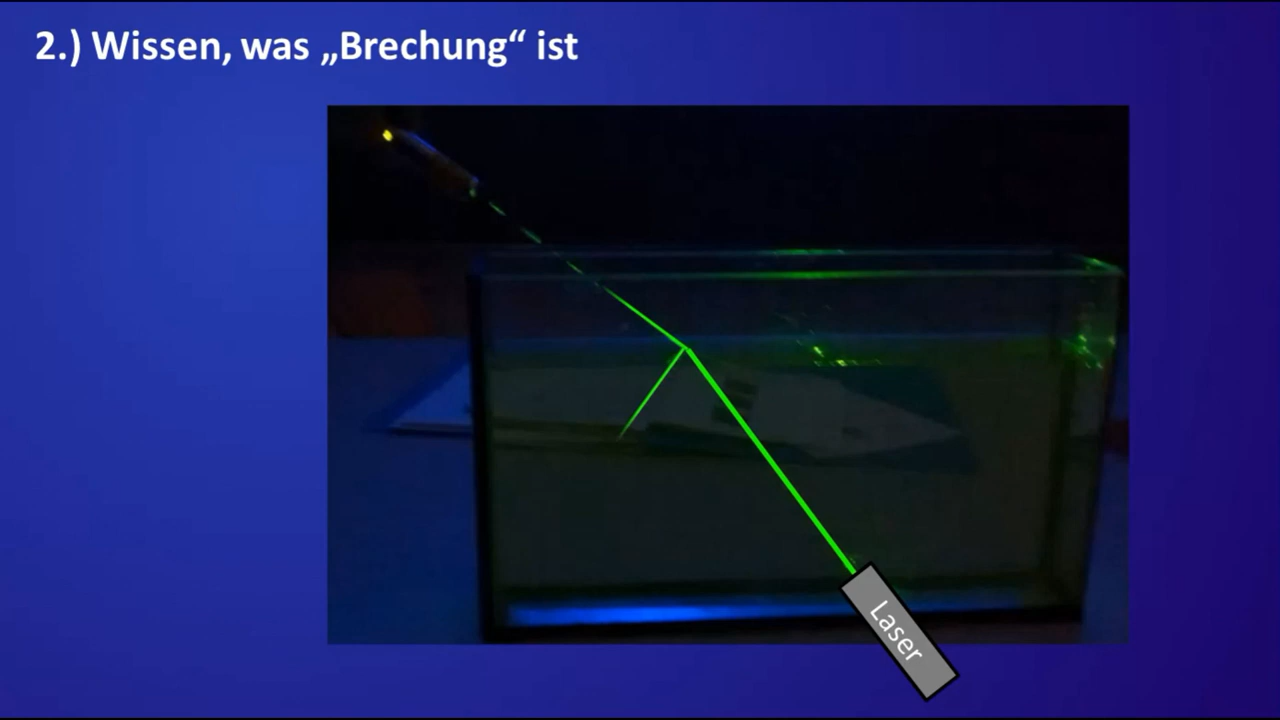 2.) Wissen, was „Brechung“ ist
Laser